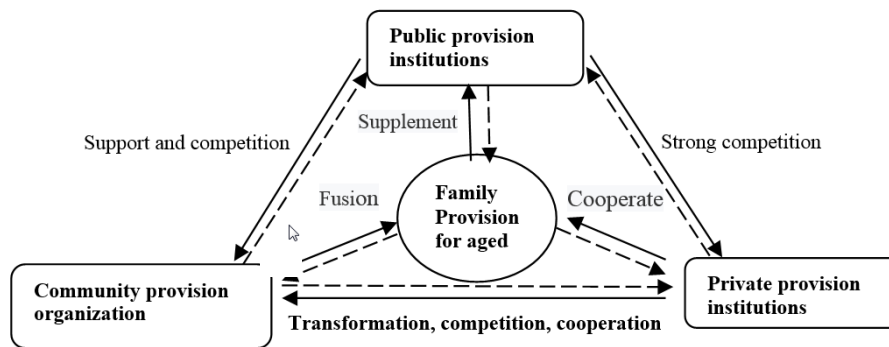 Public provision
institutions
Support and competition
Supplement
Strong competition
Fusion
Family
Provision
for aged
Cooperate
Community provision
organization
Private provision
institutions
Transformation, competition, cooperation